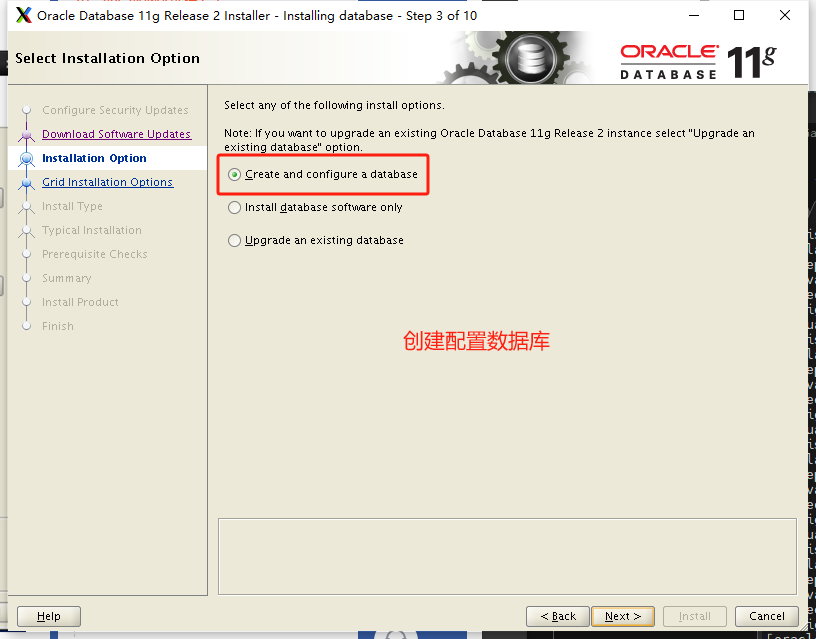 Oracle Database 11g Release 2 Installer - Installing database - Step 3 of 10
Select Installation Option
ORACLE
DATABASE
11g
Configure Security Updates
Download Software Updates
Installation Option
Grid Installation Options
Install Type
Typical Installation
Prerequisite Checks
Summary
Install Product
Finish
Select any of the following install options.
Note: If you want to upgrade an existing Oracle Database 11g Release 2 instance select "Upgrade an
existing database" option.
Create and configure a database
Install database software only
Upgrade an existing database
创建配置数据库
Help
< Back
Next >
Install
Cancel